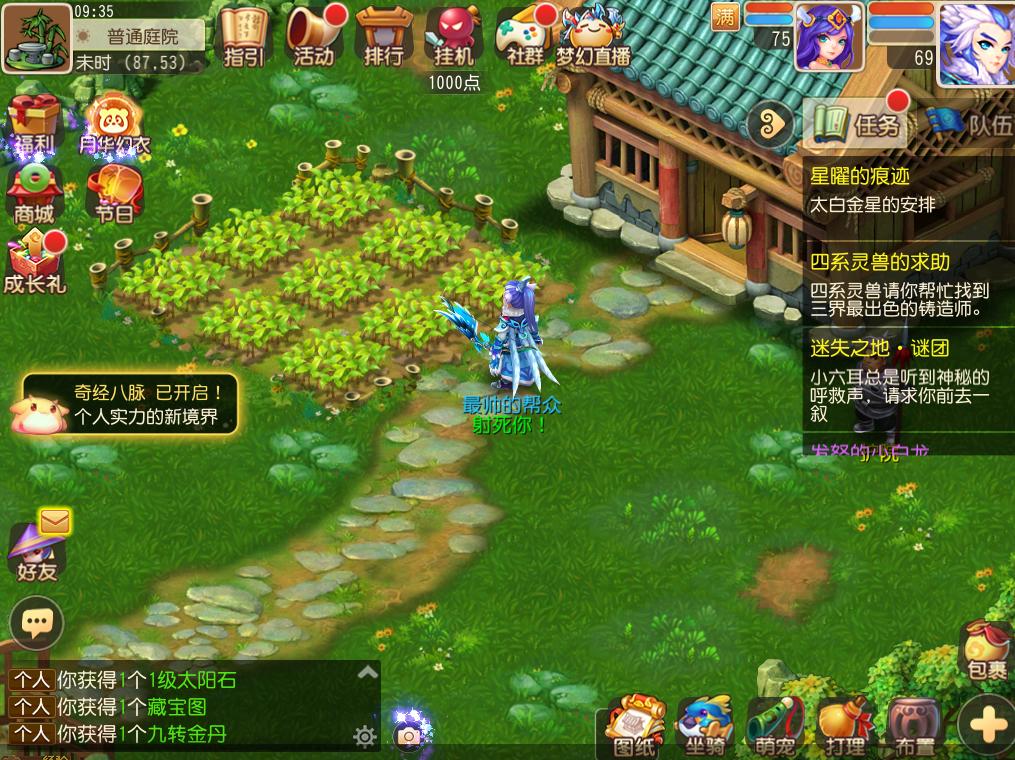 09:35
普通庭院
未时 (87,53)
指引
活动
排行
挂机
社群
梦幻直播
1000点
满
75
69
福利
月华幻衣
商城
节日
成长礼
任务
队伍
星曜的痕迹
太白金星的安排
四系灵兽的求助
四系灵兽请你帮忙找到
三界最出色的铸造师。
迷失之地·谜团
小六耳总是听到神秘的
呼救声,请求你前去一
叙
发怒的小白龙
奇经八脉 已开启！
个人实力的新境界
最帅的帮众
射死你！
好友
个人 你获得1个1级太阳石
个人 你获得1个藏宝图
个人 你获得1个九转金丹
包裹
图纸
坐骑
萌宠
打理
布置